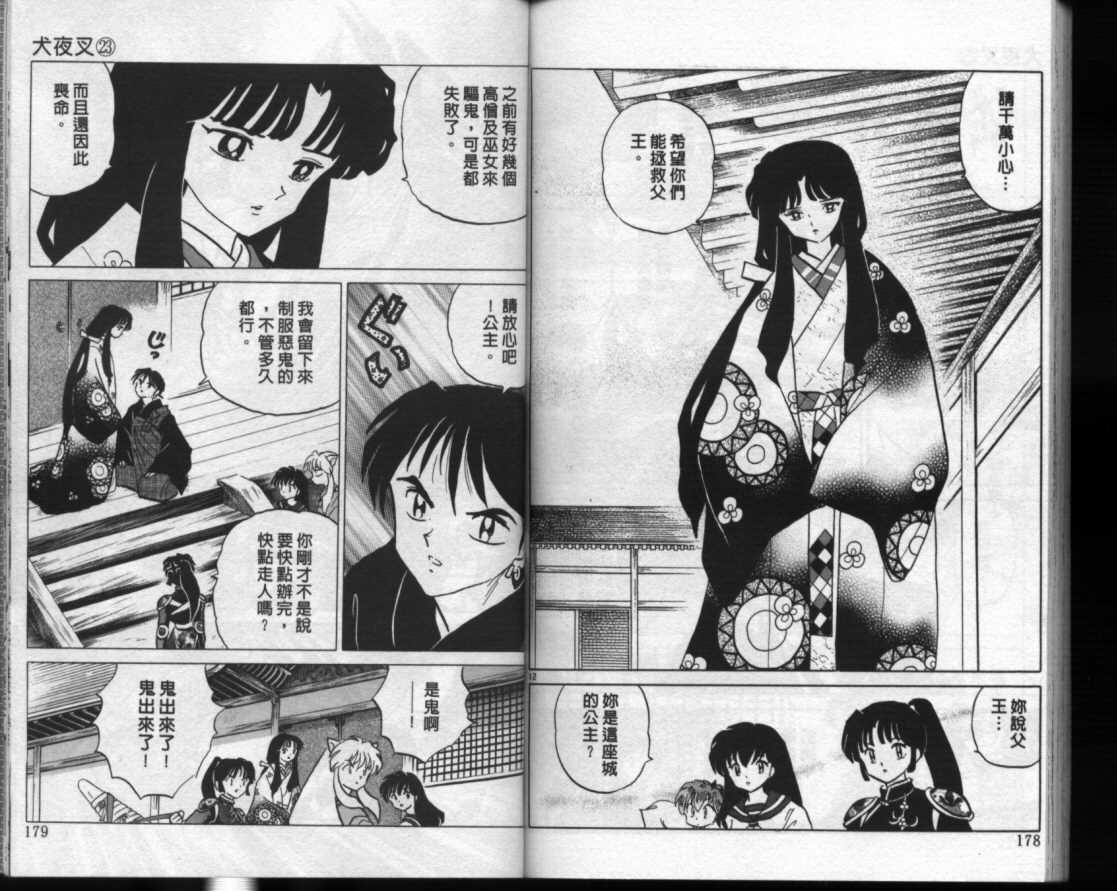 請千萬小心…
希望你們
能拯救父
王。
妳說父
王…
妳是這座城
的公主？
12
178
犬夜叉㉓
之前有好幾個
高僧及巫女來
驅鬼，可是都
失敗了。
而且還因此
喪命。
請放心吧
！公主。
ぐい
我會留下來
制服惡鬼的
，不管多久
都行。
じっ
你剛才不是說
要快點辦完，
快點走人嗎？
是鬼啊
──！
鬼出來了！
鬼出來了！
179